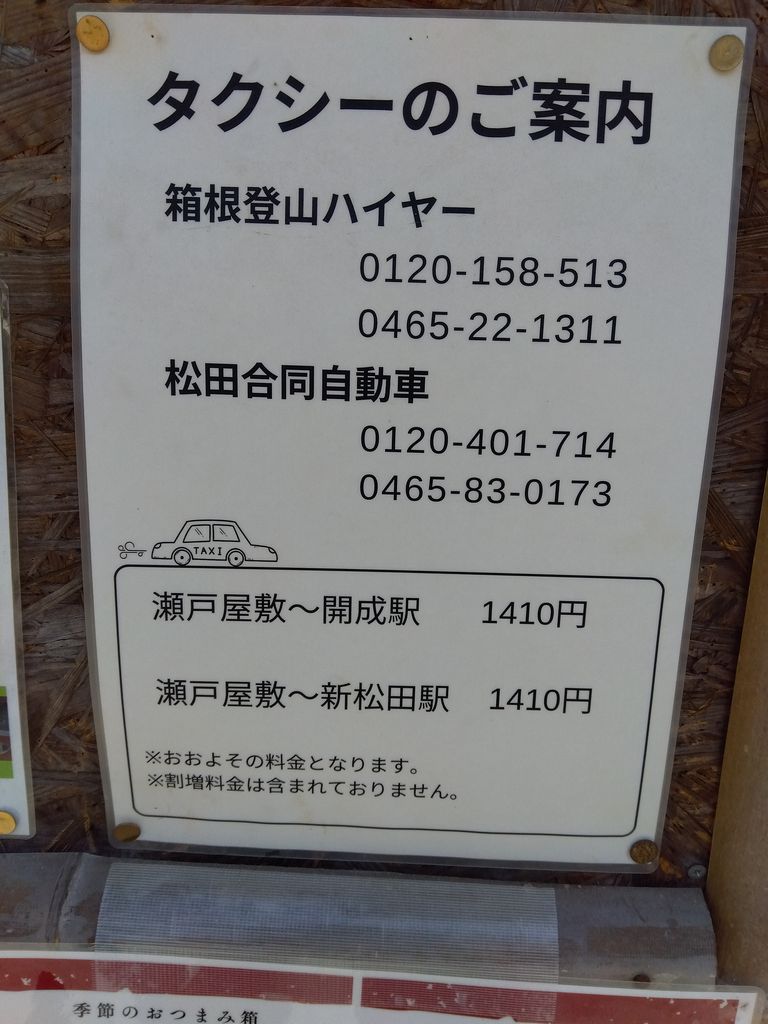 タクシーのご案内
箱根登山ハイヤー
0120-158-513
0465-22-1311
松田合同自動車
0120-401-714
0465-83-0173
TAXI
瀬戸屋敷～開成駅 1410円
瀬戸屋敷～新松田駅 1410円
※おおよその料金となります。
※割増料金は含まれておりません。
季節のおつまみ箱